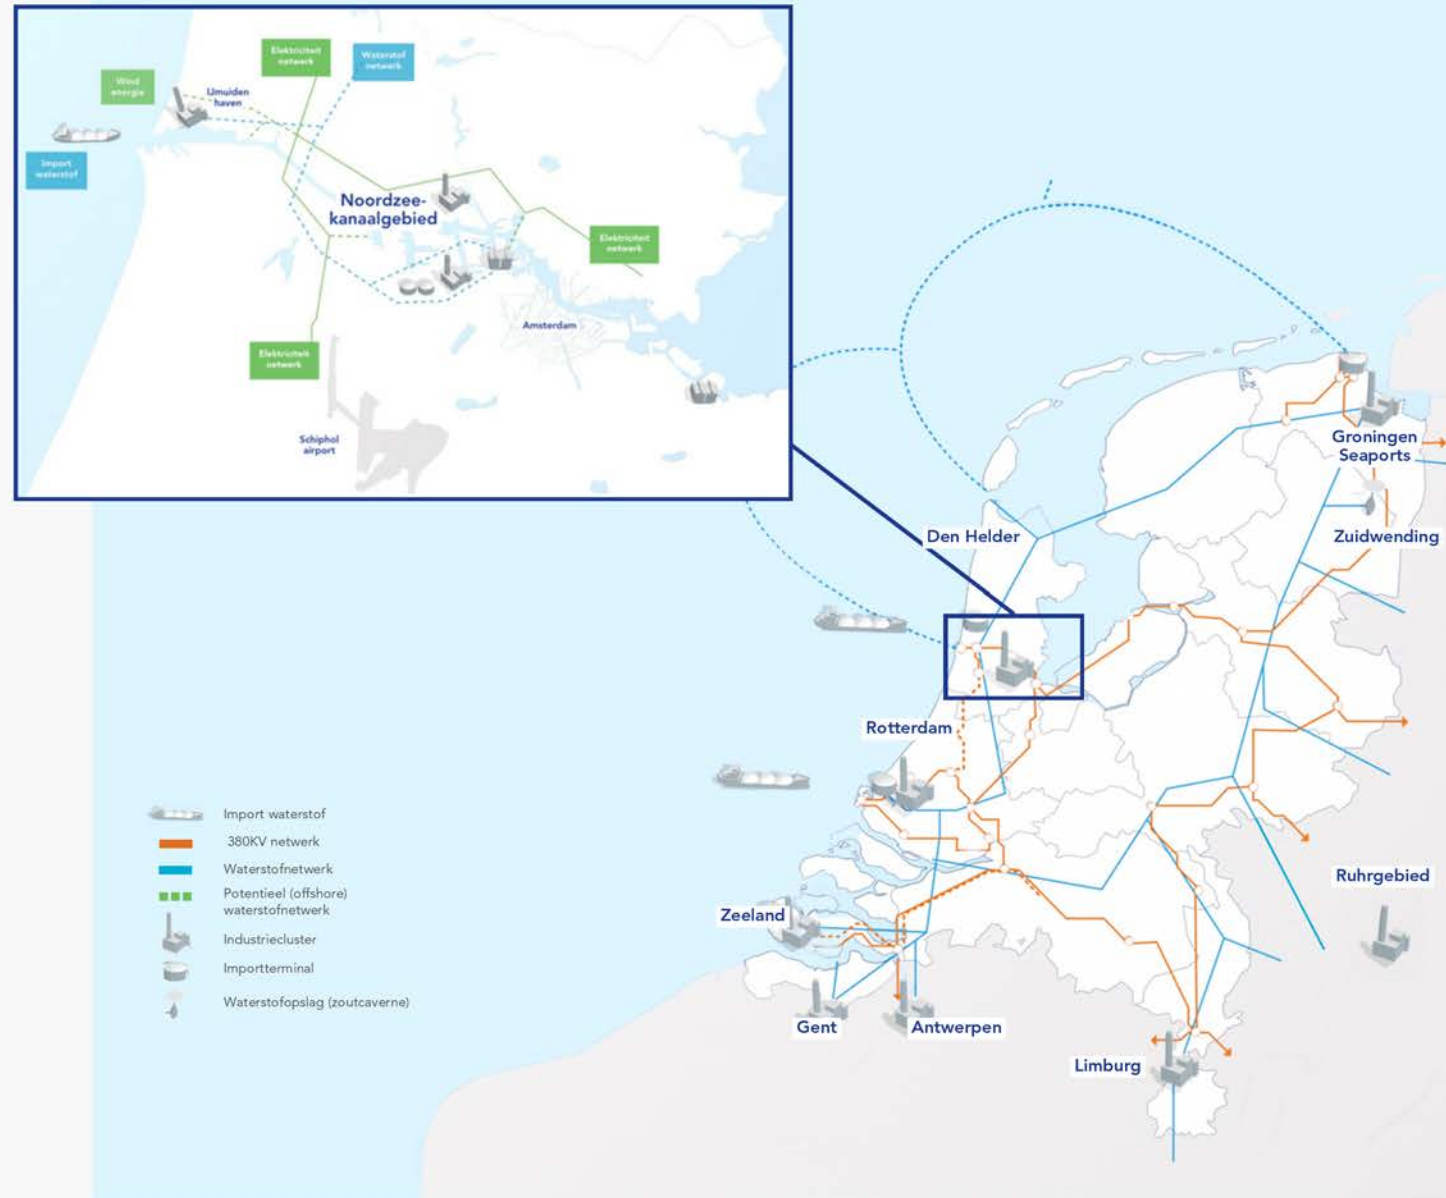 Elektriciteit
netwerk
Waterstof
netwerk
Wind
energie
IJmuiden
haven
Import
waterstof
Noordzee-
kanaalgebied
Elektriciteit
netwerk
Amsterdam
Elektriciteit
netwerk
Schiphol
airport
Groningen
Seaports
Den Helder
Zuidwending
Rotterdam
Import waterstof
380KV netwerk
Waterstofnetwerk
Potentieel (offshore)
waterstofnetwerk
Industriecluster
Importterminal
Waterstofopslag (zoutcaverne)
Ruhrgebied
Zeeland
Gent
Antwerpen
Limburg